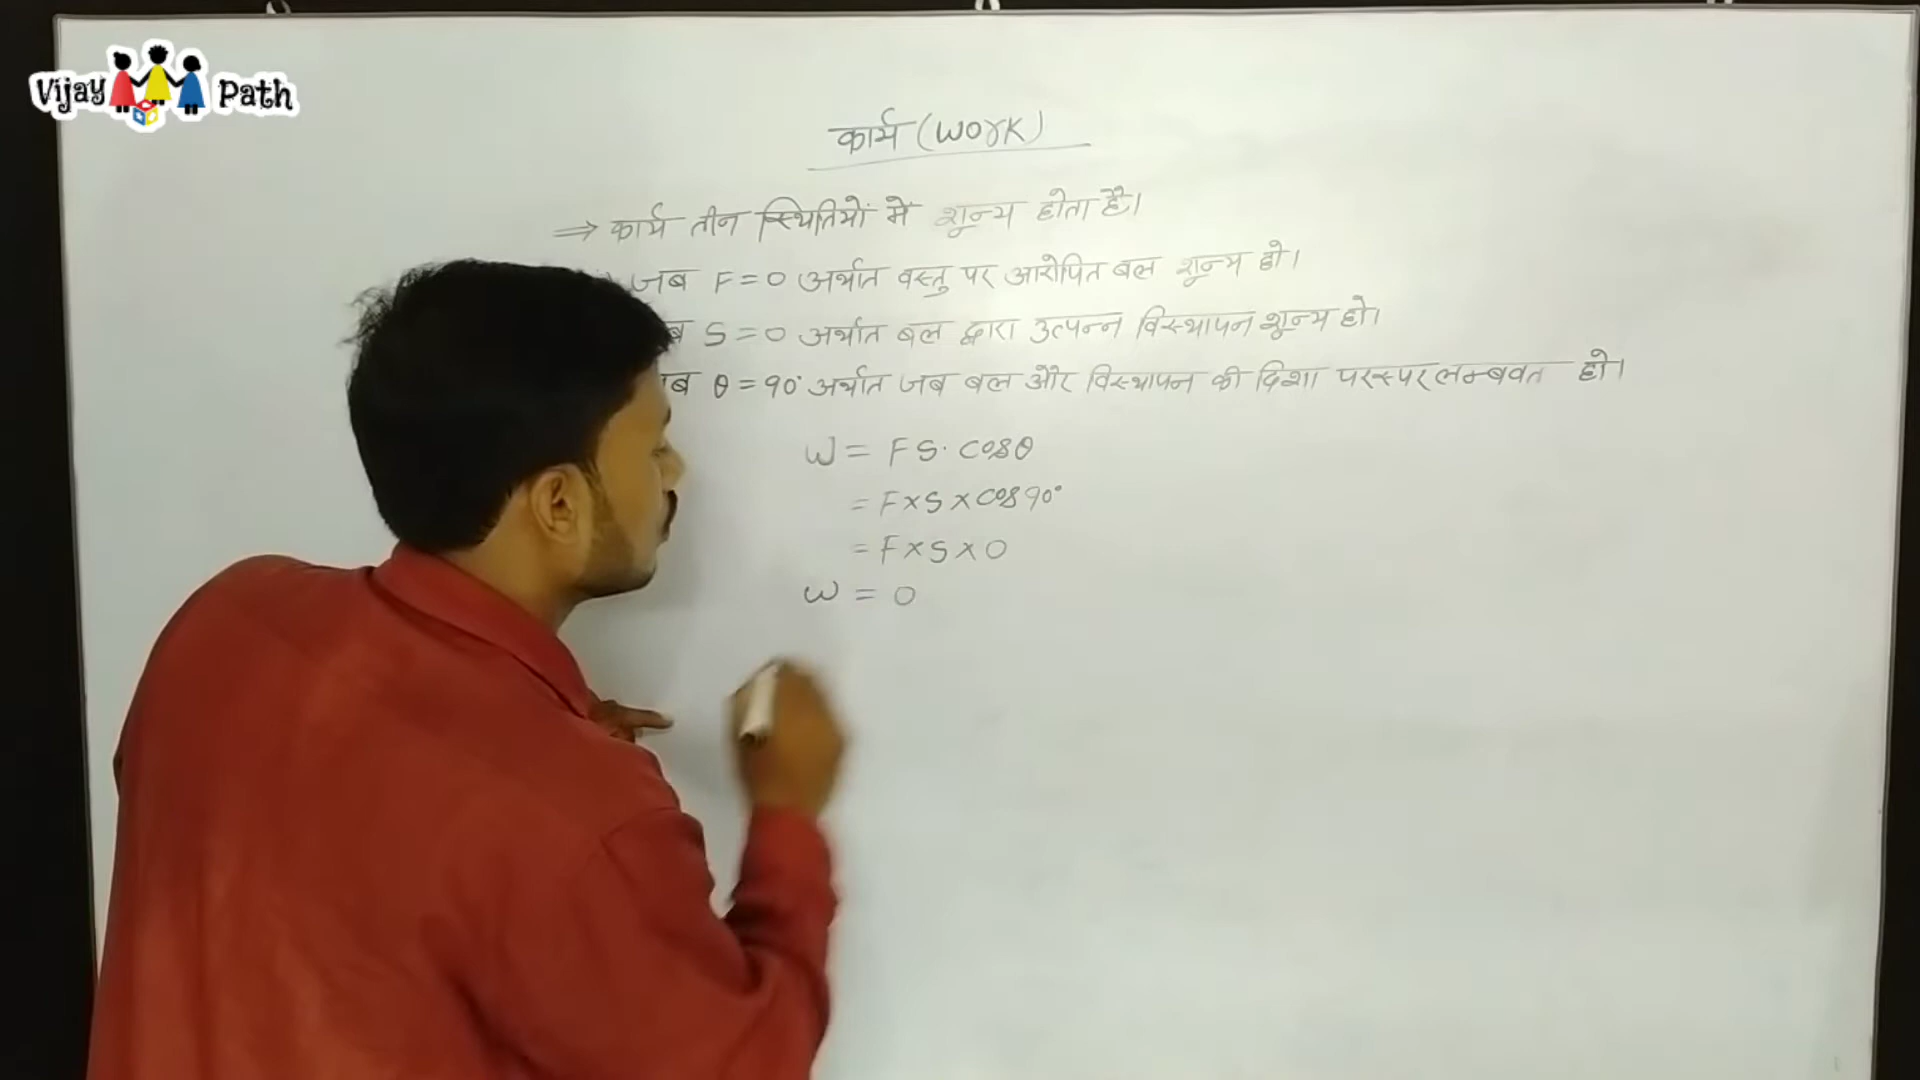 Vijay Path
कार्य (WORK)
⇒ कार्य तीन स्थितियों में शून्य होता है।
जब F = 0 अर्थात वस्तु पर आरोपित बल शून्य हो।
S = 0 अर्थात बल द्वारा उत्पन्न विस्थापन शून्य हो।
θ = 90° अर्थात जब बल और विस्थापन की दिशा परस्पर लम्बवत हो।
W = F S . cosθ
= F × S × cos 90°
= F × S × 0
W = 0